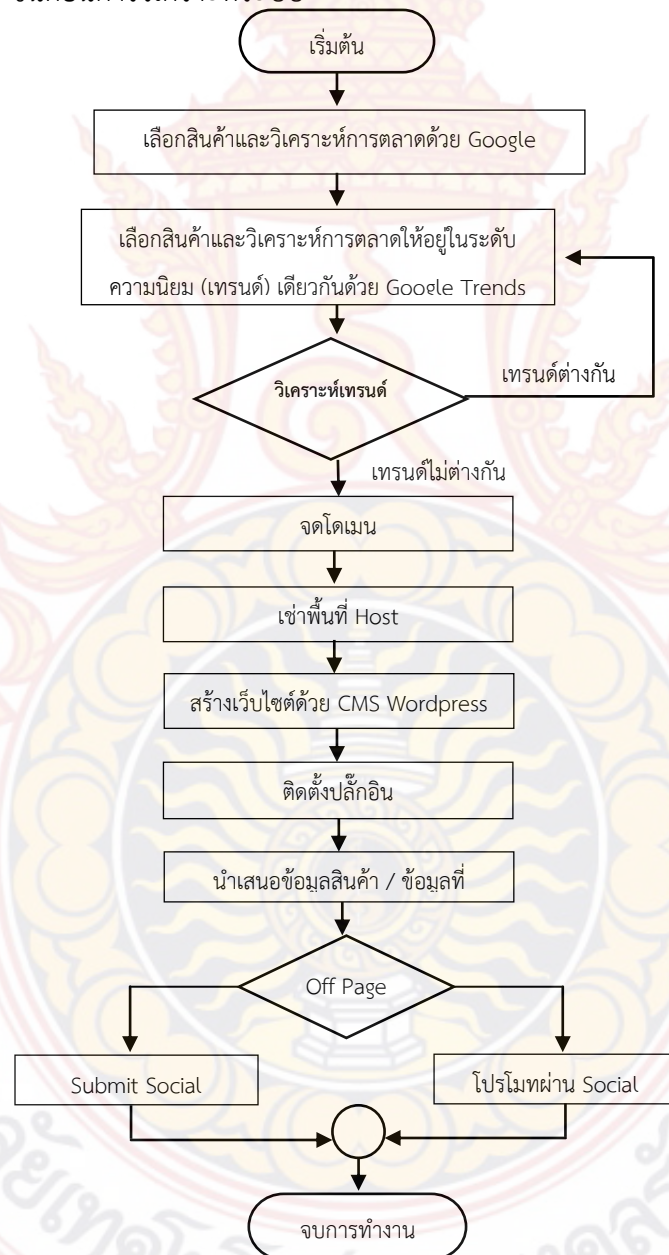 เริ่มต้น
เลือกสินค้าและวิเคราะห์การตลาดด้วย Google
เลือกสินค้าและวิเคราะห์การตลาดให้อยู่ในระดับ
ความนิยม (เทรนด์) เดียวกันด้วย Google Trends
วิเคราะห์เทรนด์
เทรนด์ต่างกัน
เทรนด์ไม่ต่างกัน
จดโดเมน
เช่าพื้นที่ Host
สร้างเว็บไซต์ด้วย CMS Wordpress
ติดตั้งปลั๊กอิน
นำเสนอข้อมูลสินค้า / ข้อมูลที่
Off Page
Submit Social
โปรโมทผ่าน Social
จบการทำงาน